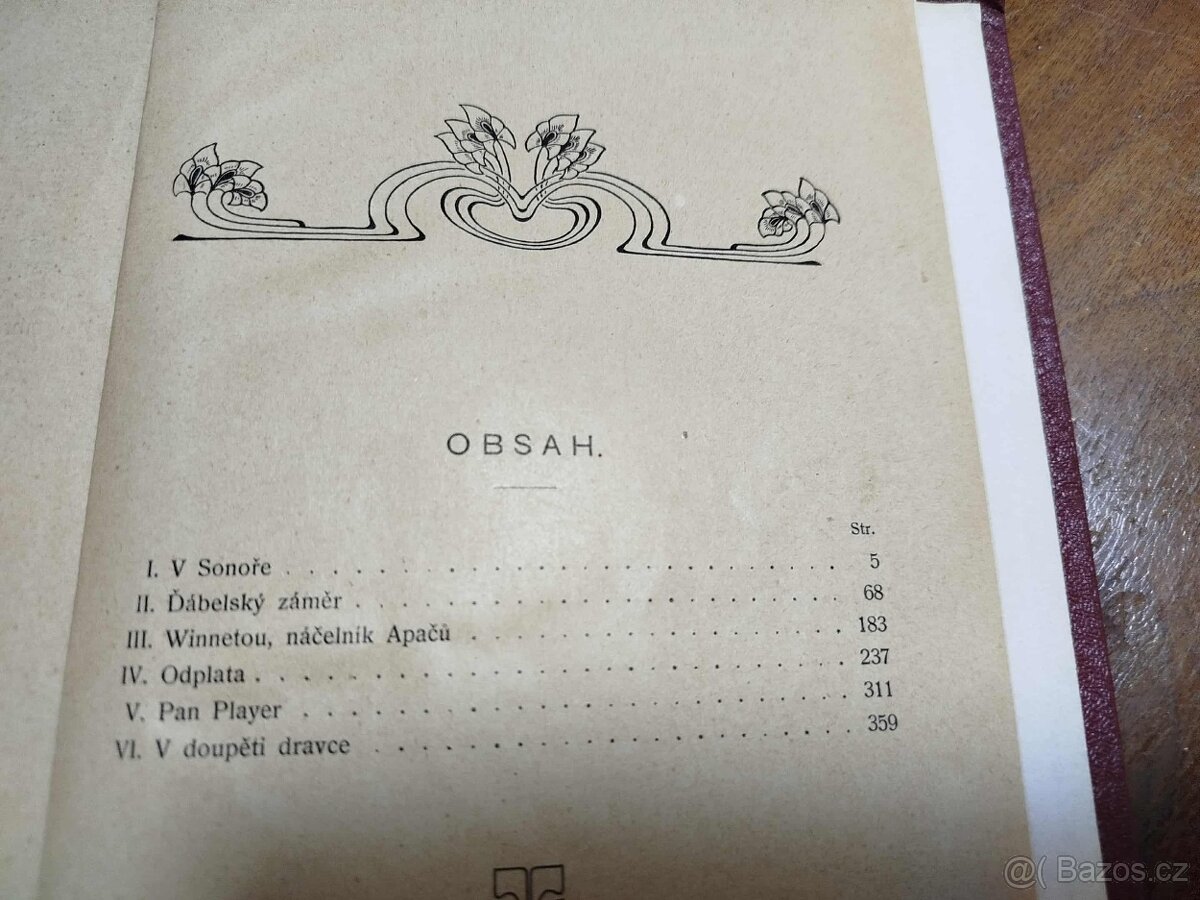 OBSAH.
Str.
I. V Sonoře . . . . . . . . . . . . . . . . . . . . . 5
II. Ďábelský záměr . . . . . . . . . . . . . . . . . . 68
III. Winnetou, náčelník Apačů . . . . . . . . . . . . . 183
IV. Odplata . . . . . . . . . . . . . . . . . . . . . . 237
V. Pan Player . . . . . . . . . . . . . . . . . . . . 311
VI. V doupěti dravce . . . . . . . . . . . . . . . . . 359
@( Bazos.cz